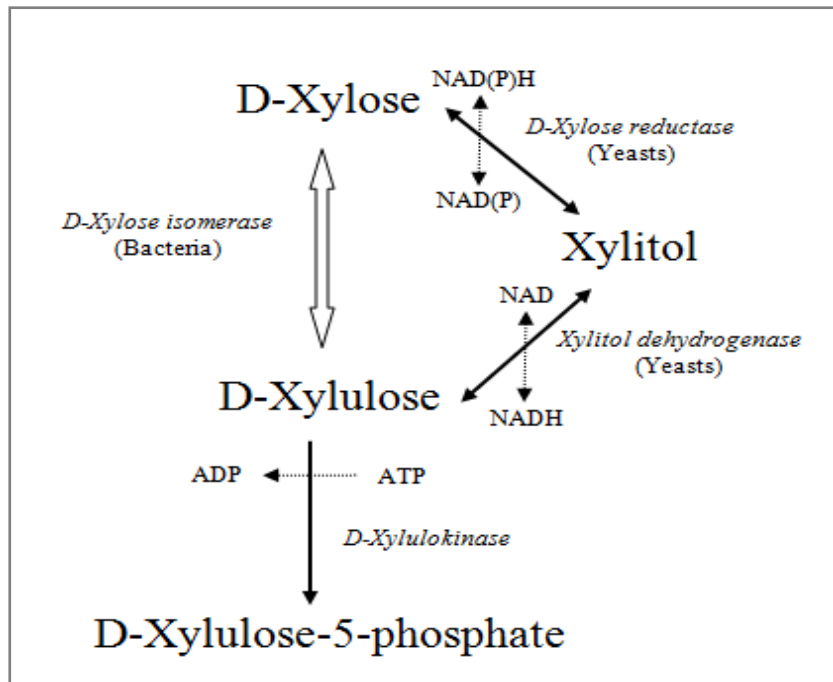 NAD(P)H
D-Xylose
D-Xylose reductase
(Yeasts)
NAD(P)
D-Xylose isomerase
(Bacteria)
Xylitol
NAD
Xylitol dehydrogenase
(Yeasts)
D-Xylulose
NADH
ADP
ATP
D-Xylulokinase
D-Xylulose-5-phosphate